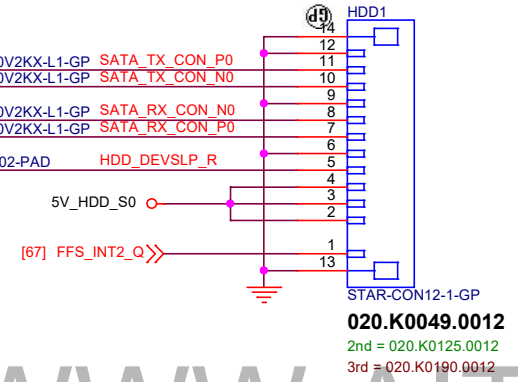 GP HDD1
14
12
0V2KX-L1-GP SATA_TX_CON_P0 11
0V2KX-L1-GP SATA_TX_CON_N0 10
9
0V2KX-L1-GP SATA_RX_CON_N0 8
0V2KX-L1-GP SATA_RX_CON_P0 7
6
02-PAD HDD_DEVSLP_R 5
4
5V_HDD_S0 3
2
[67] FFS_INT2_Q 1
13
STAR-CON12-1-GP
020.K0049.0012
2nd = 020.K0125.0012
3rd = 020.K0190.0012